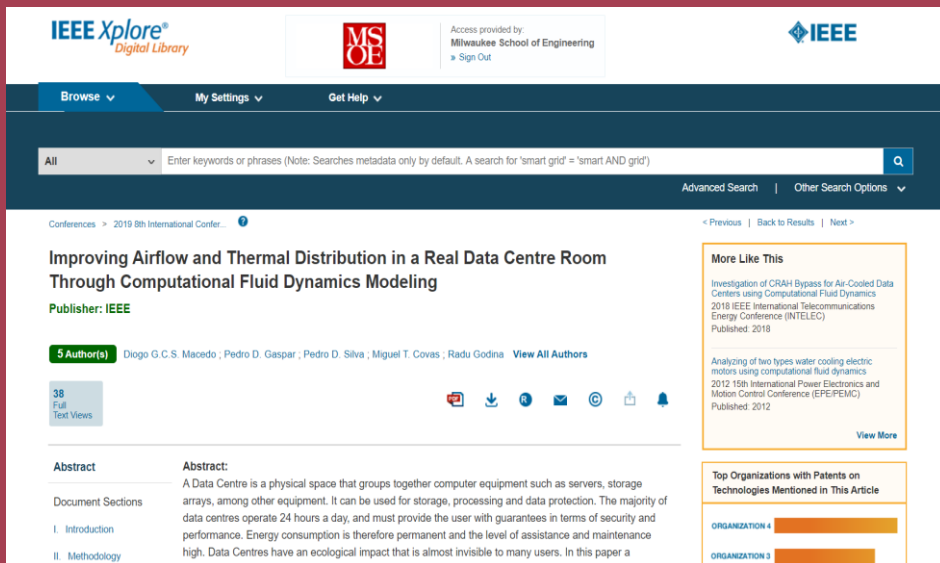 IEEE Xplore®
Digital Library
MS
OE
Access provided by:
Milwaukee School of Engineering
» Sign Out
IEEE
Browse
My Settings
Get Help
All
Enter keywords or phrases (Note: Searches metadata only by default. A search for 'smart grid' = 'smart AND grid')
Advanced Search | Other Search Options
Conferences > 2019 8th International Confer... ?
< Previous | Back to Results | Next >
Improving Airflow and Thermal Distribution in a Real Data Centre Room
Through Computational Fluid Dynamics Modeling
Publisher: IEEE
5 Author(s) Diogo G.C.S. Macedo ; Pedro D. Gaspar ; Pedro D. Silva ; Miguel T. Covas ; Radu Godina View All Authors
38
Full
Text Views
PDF
R
©
Abstract
Document Sections
I. Introduction
II. Methodology
Abstract:
A Data Centre is a physical space that groups together computer equipment such as servers, storage
arrays, among other equipment. It can be used for storage, processing and data protection. The majority of
data centres operate 24 hours a day, and must provide the user with guarantees in terms of security and
performance. Energy consumption is therefore permanent and the level of assistance and maintenance
high. Data Centres have an ecological impact that is almost invisible to many users. In this paper a
More Like This
Investigation of CRAH Bypass for Air-Cooled Data
Centers using Computational Fluid Dynamics
2018 IEEE International Telecommunications
Energy Conference (INTELEC)
Published: 2018
Analyzing of two types water cooling electric
motors using computational fluid dynamics
2012 15th International Power Electronics and
Motion Control Conference (EPE/PEMC)
Published: 2012
View More
Top Organizations with Patents on
Technologies Mentioned in This Article
ORGANIZATION 4
ORGANIZATION 3